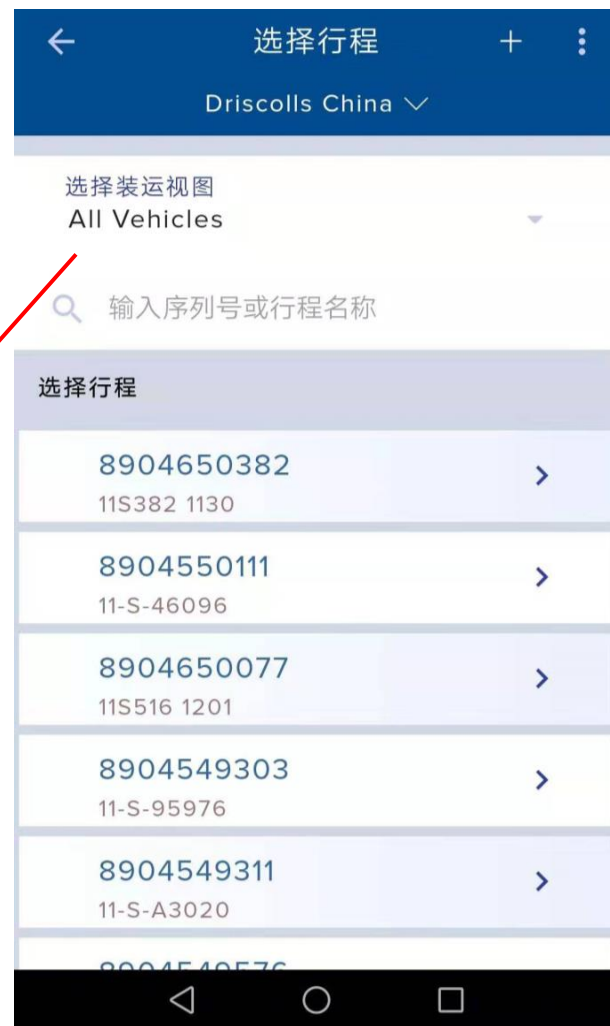 选择行程
Driscolls China
选择装运视图
All Vehicles
输入序列号或行程名称
选择行程
8904650382
11S382 1130
8904550111
11-S-46096
8904650077
11S516 1201
8904549303
11-S-95976
8904549311
11-S-A3020
8904549576